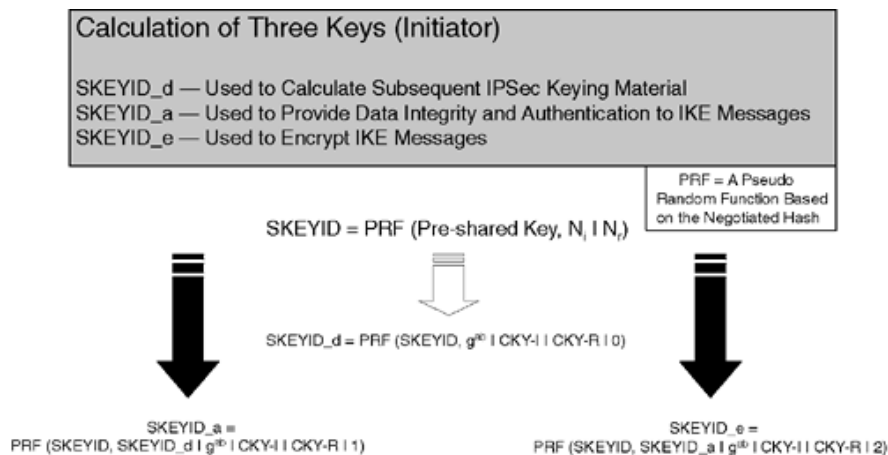 Calculation of Three Keys (Initiator)
SKEYID_d — Used to Calculate Subsequent IPSec Keying Material
SKEYID_a — Used to Provide Data Integrity and Authentication to IKE Messages
SKEYID_e — Used to Encrypt IKE Messages
PRF = A Pseudo
Random Function Based
on the Negotiated Hash
SKEYID = PRF (Pre-shared Key, Nᵢ | Nᵣ)
SKEYID_d = PRF (SKEYID, gᵃᵇ | CKY-I | CKY-R | 0)
SKEYID_a =
PRF (SKEYID, SKEYID_d | gᵃᵇ | CKY-I | CKY-R | 1)
SKEYID_e =
PRF (SKEYID, SKEYID_a | gᵃᵇ | CKY-I | CKY-R | 2)